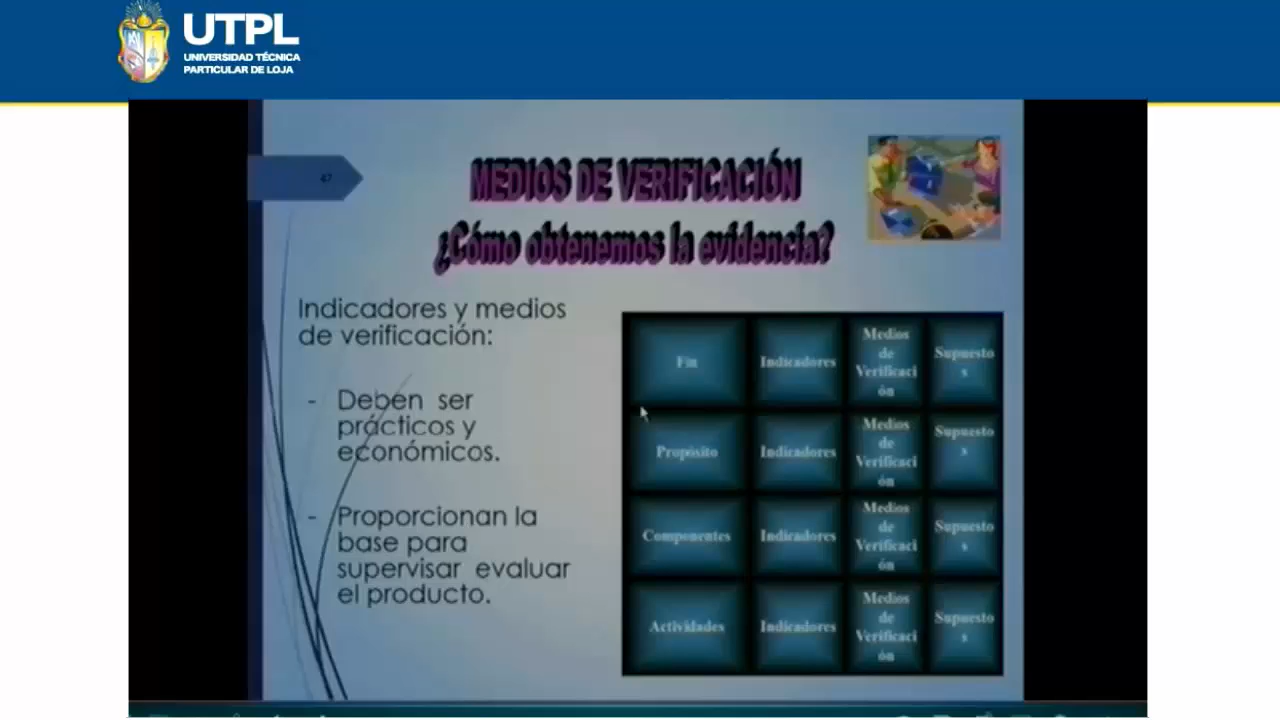 UTPL
UNIVERSIDAD TÉCNICA
PARTICULAR DE LOJA
47
MEDIOS DE VERIFICACIÓN
¿Cómo obtenemos la evidencia?
Indicadores y medios
de verificación:
- Deben ser
prácticos y
económicos.
- Proporcionan la
base para
supervisar evaluar
el producto.
Fin
Indicadores
Medios
de
Verificaci
ón
Supuesto
s
Propósito
Indicadores
Medios
de
Verificaci
ón
Supuesto
s
Componentes
Indicadores
Medios
de
Verificaci
ón
Supuesto
s
Actividades
Indicadores
Medios
de
Verificaci
ón
Supuesto
s